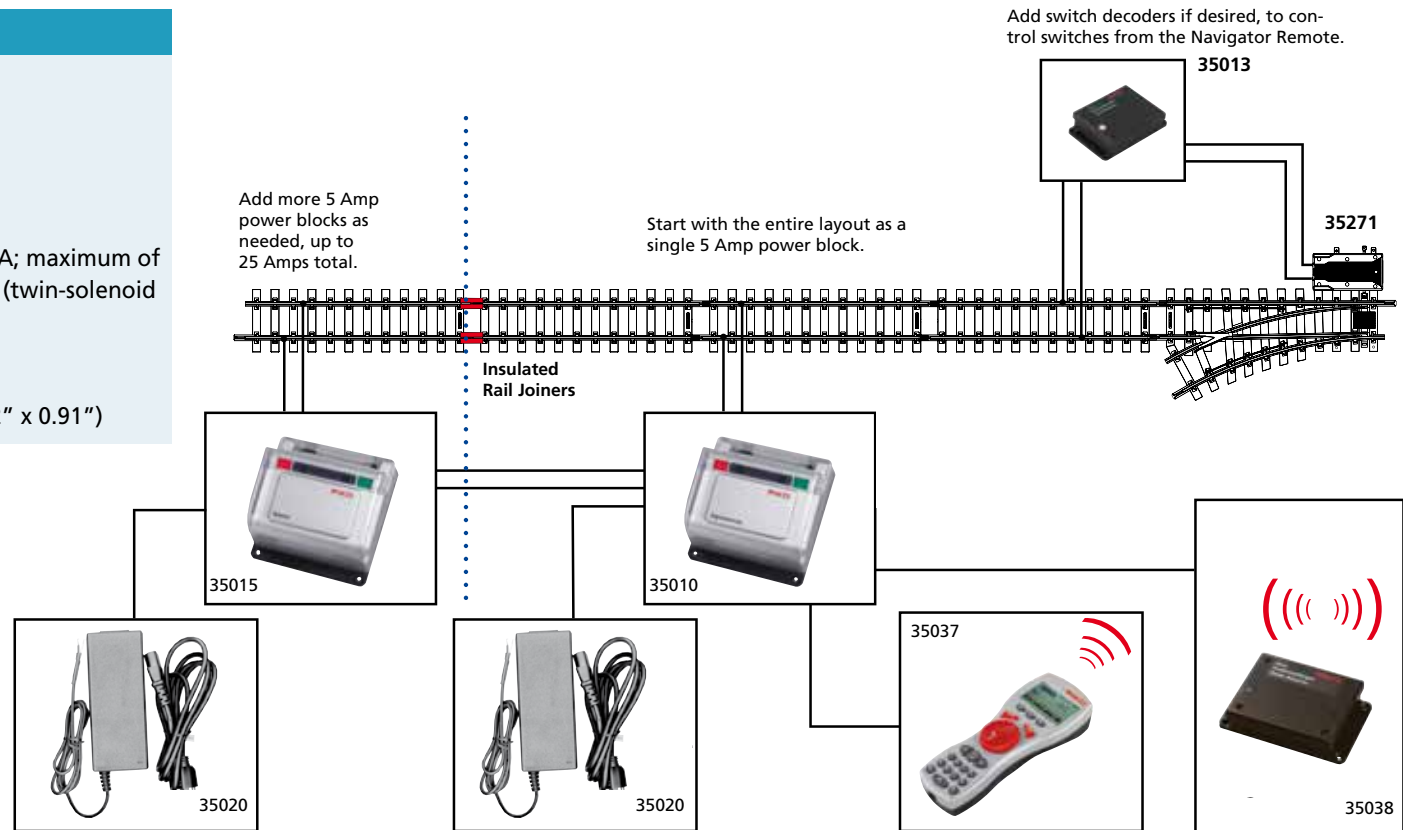 A; maximum of
(twin-solenoid
" x 0.91")
Add switch decoders if desired, to con-
trol switches from the Navigator Remote.
35013
Add more 5 Amp
power blocks as
needed, up to
25 Amps total.
Start with the entire layout as a
single 5 Amp power block.
35271
Insulated
Rail Joiners
35015
35010
35037
35020
35020
35038